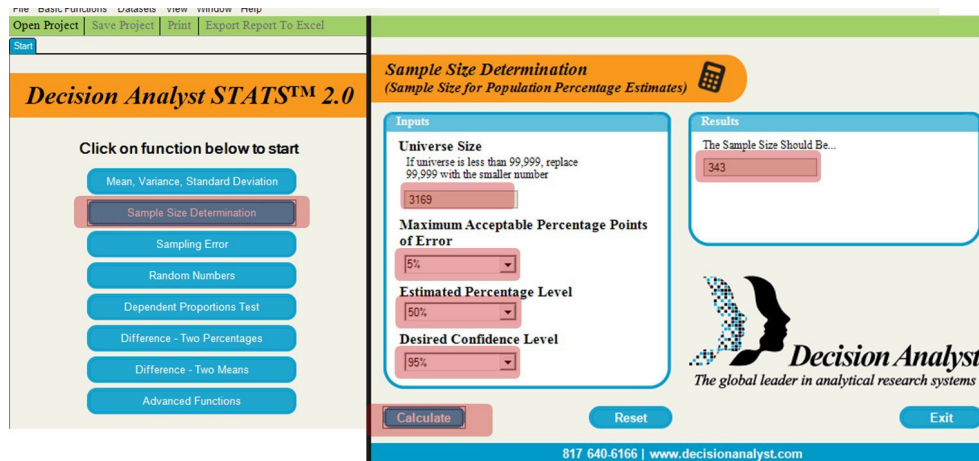 File Basic Functions Datasets View Window Help
Open Project Save Project Print Export Report To Excel
Start
Decision Analyst STATS™ 2.0
Click on function below to start
Mean, Variance, Standard Deviation
Sample Size Determination
Sampling Error
Random Numbers
Dependent Proportions Test
Difference - Two Percentages
Difference - Two Means
Advanced Functions
Sample Size Determination
(Sample Size for Population Percentage Estimates)
Inputs
Universe Size
If universe is less than 99,999, replace
99,999 with the smaller number
3169
Maximum Acceptable Percentage Points
of Error
5%
Estimated Percentage Level
50%
Desired Confidence Level
95%
Calculate
Reset
Results
The Sample Size Should Be...
343
Decision Analyst
The global leader in analytical research systems
Exit
817 640-6166 | www.decisionanalyst.com